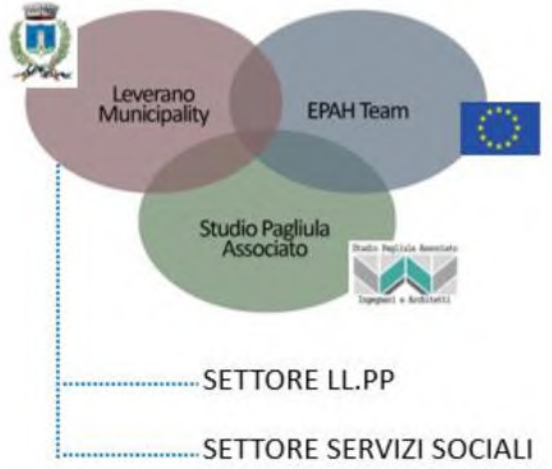 Leverano
Municipality
EPAH Team
Studio Pagliula
Associato
Studio Pagliula Associato
Ingegneri e Architetti
SETTORE LL.PP
SETTORE SERVIZI SOCIALI